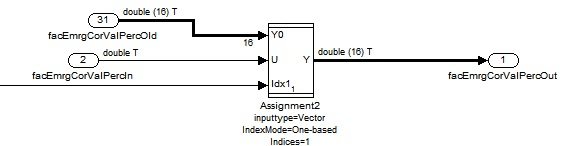 31
double (16) T
facEmrgCorValPercOld
16
Y0
2
double T
U
Y
double (16) T
1
facEmrgCorValPercIn
facEmrgCorValPercOut
Idx1 1
Assignment2
inputtype=Vector
IndexMode=One-based
Indices=1